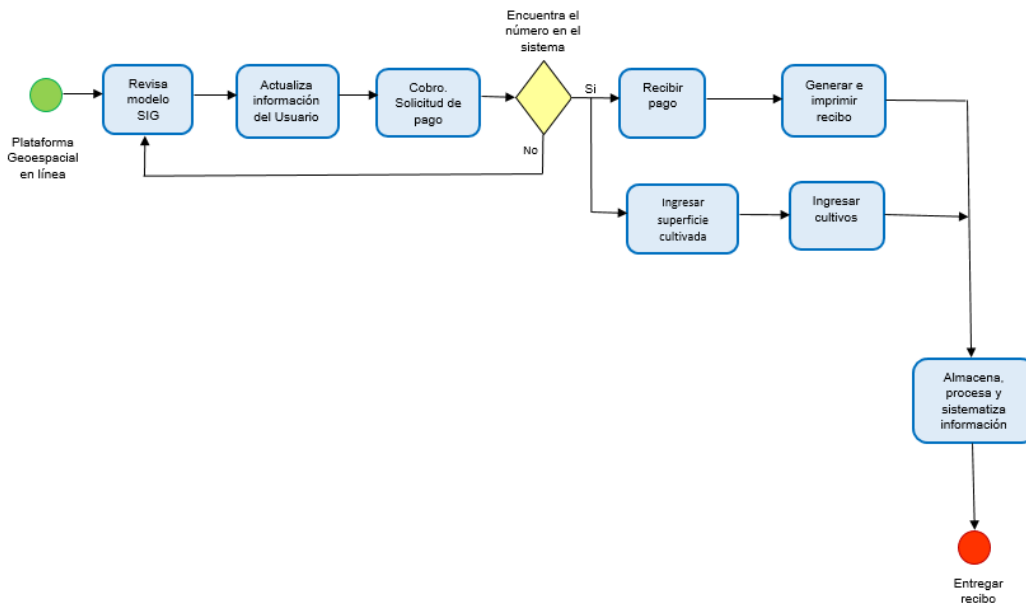 Encuentra el
número en el
sistema
Revisa
modelo
SIG
Actualiza
información
del Usuario
Cobro.
Solicitud de
pago
Si
Recibir
pago
Generar e
imprimir
recibo
Plataforma
Geoespacial
en línea
No
Ingresar
superficie
cultivada
Ingresar
cultivos
Almacena,
procesa y
sistematiza
información
Entregar
recibo